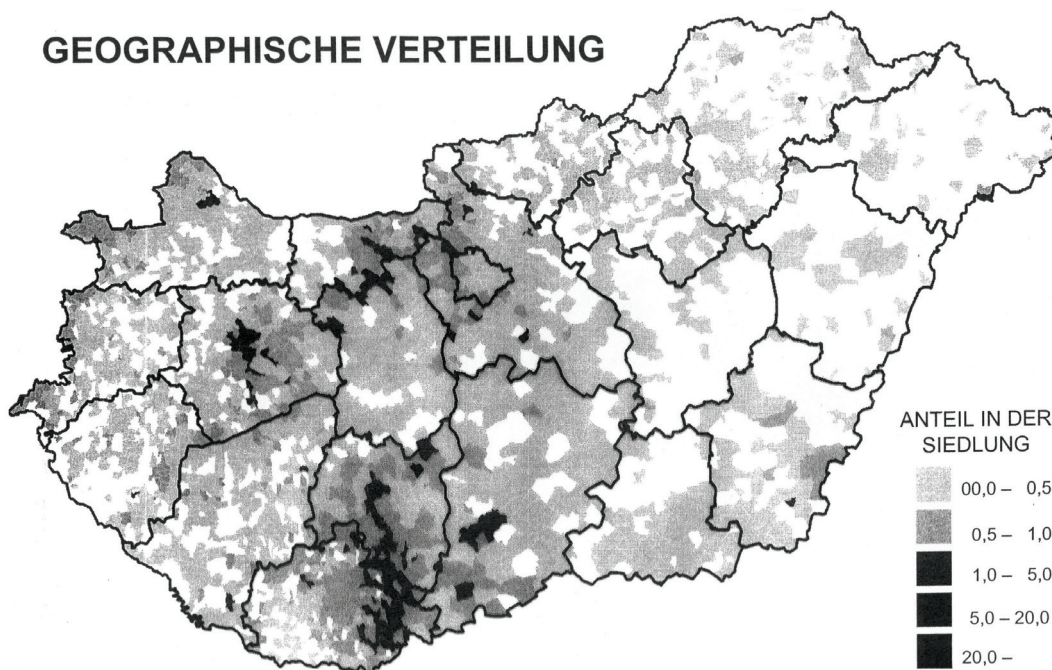 GEOGRAPHISCHE VERTEILUNG
ANTEIL IN DER
SIEDLUNG
00,0 – 0,5
0,5 – 1,0
1,0 – 5,0
5,0 – 20,0
20,0 –